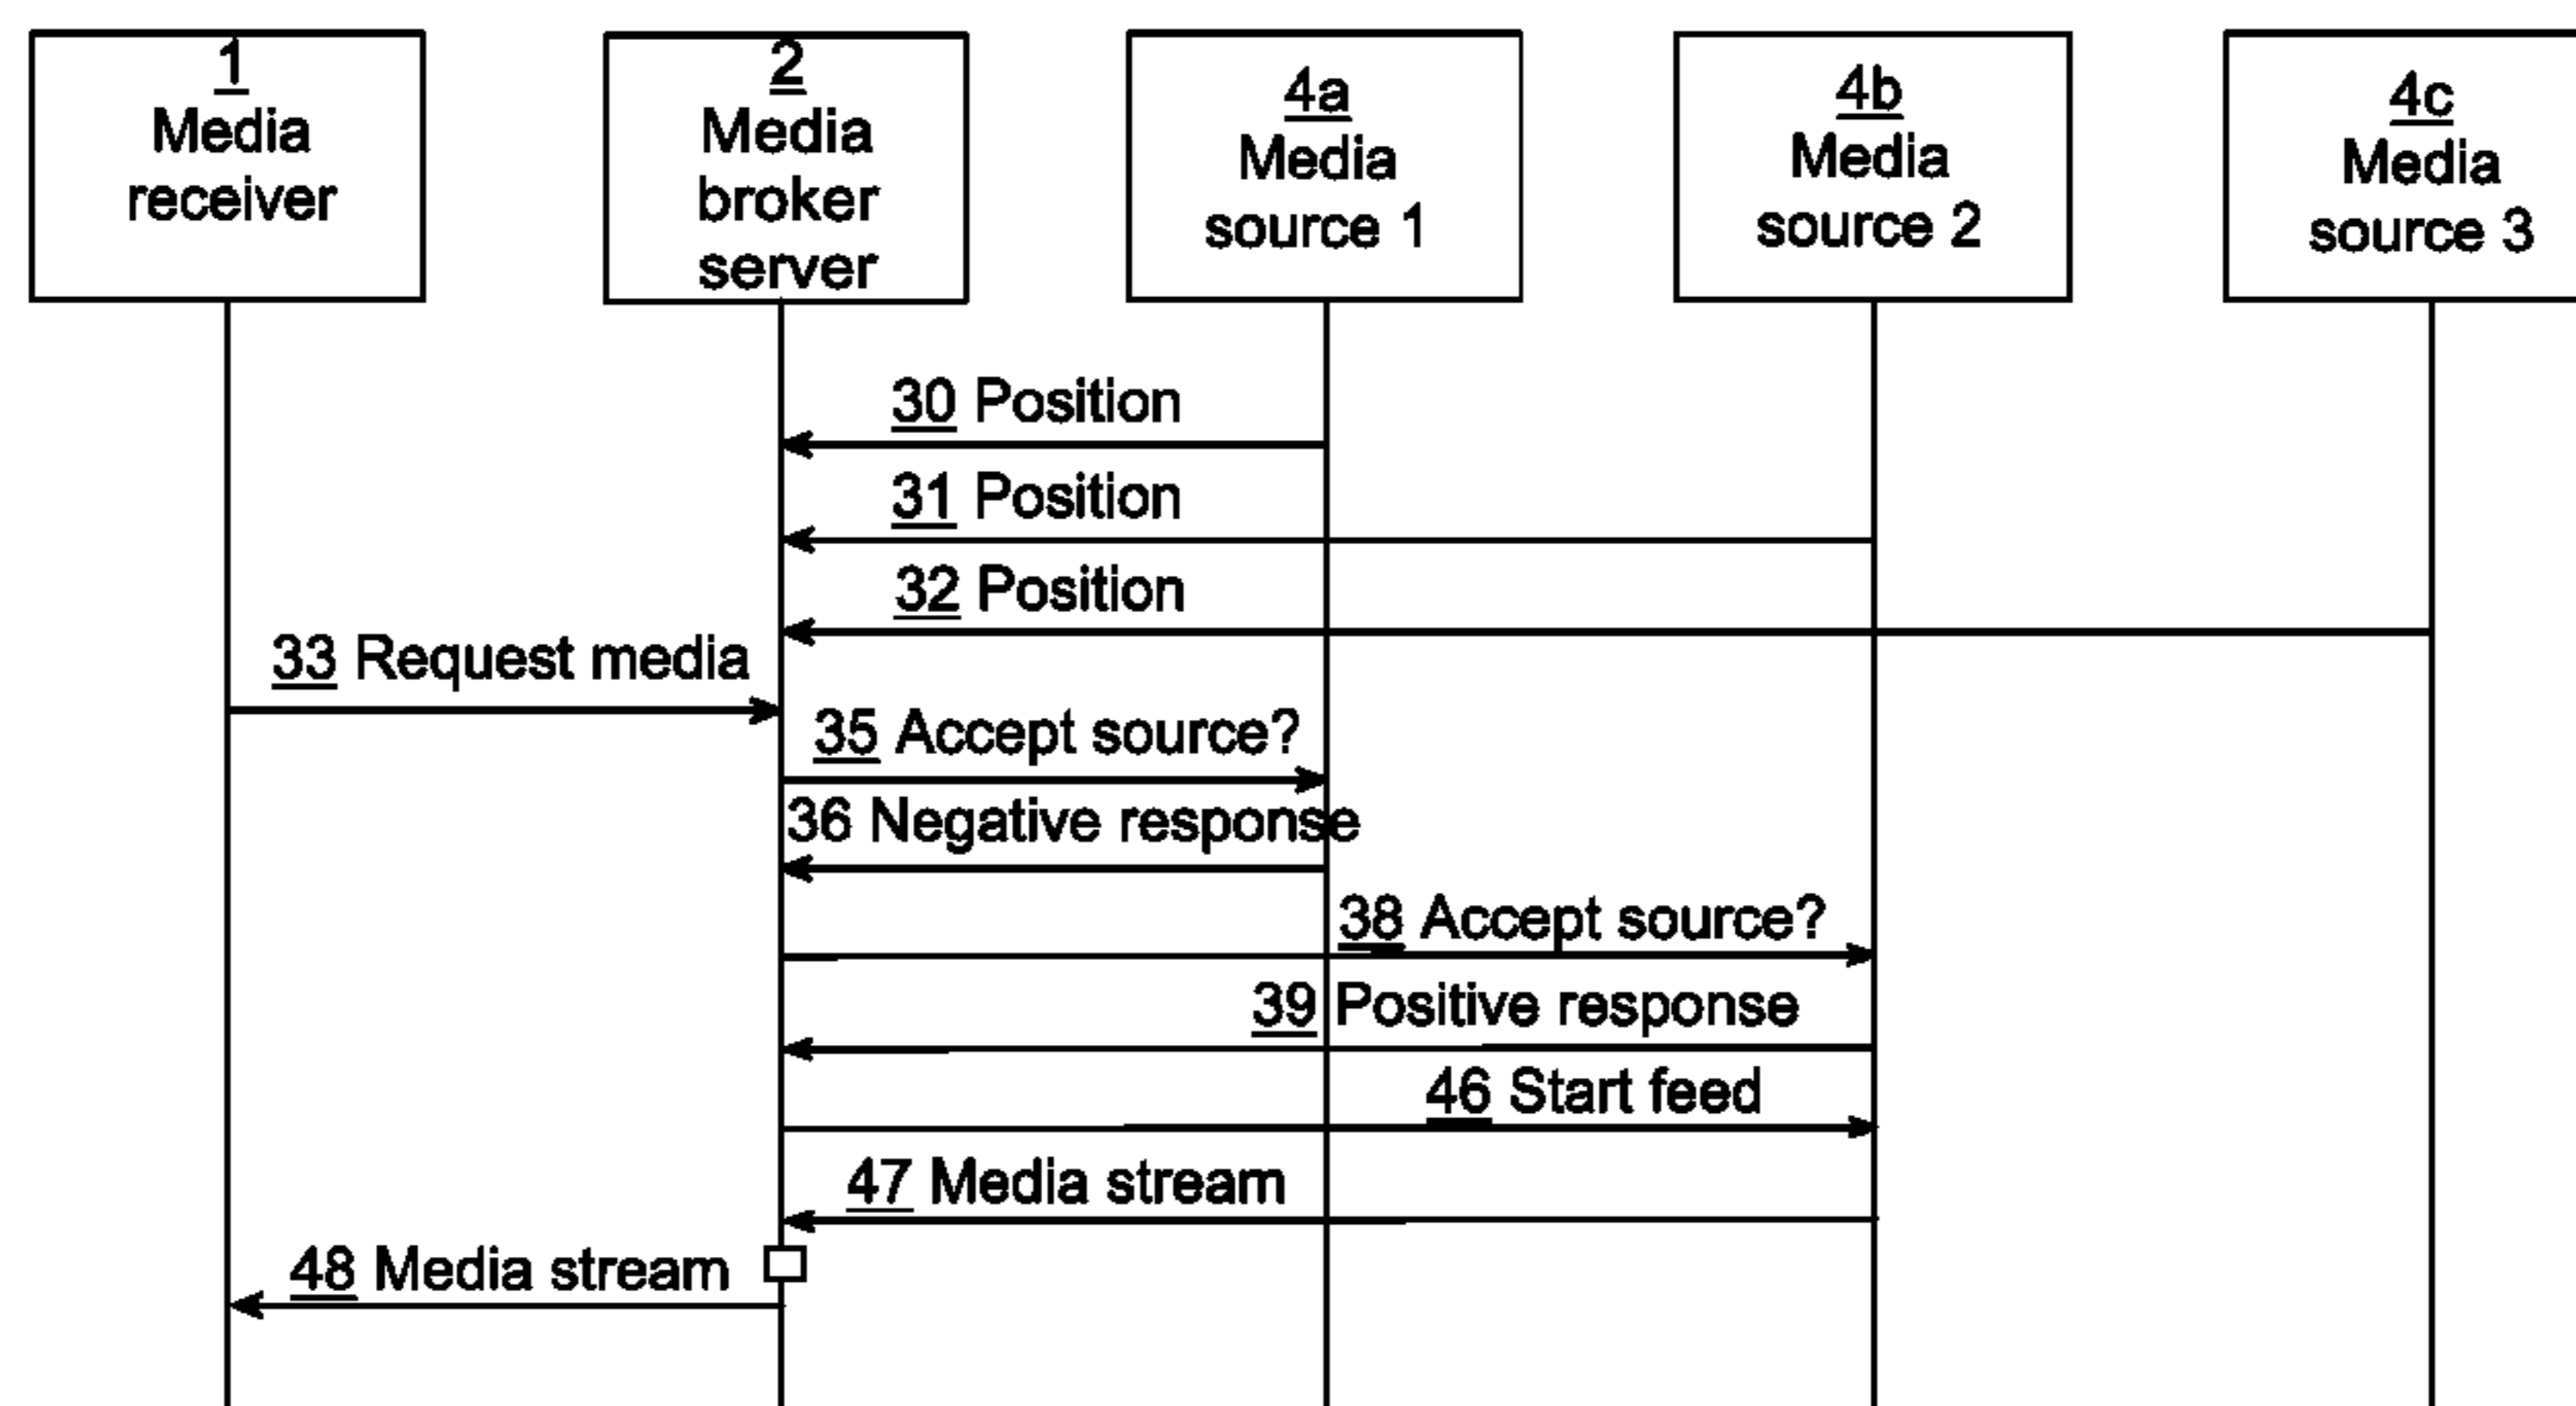 1
Media
receiver
2
Media
broker
server
4a
Media
source 1
4b
Media
source 2
4c
Media
source 3
30 Position
31 Position
32 Position
33 Request media
35 Accept source?
36 Negative response
38 Accept source?
39 Positive response
46 Start feed
47 Media stream
48 Media stream